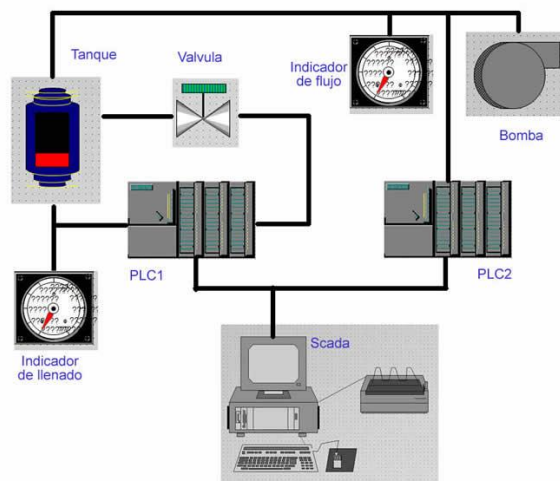 Tanque
Valvula
Indicador
de flujo
Bomba
PLC1
PLC2
Indicador
de llenado
Scada